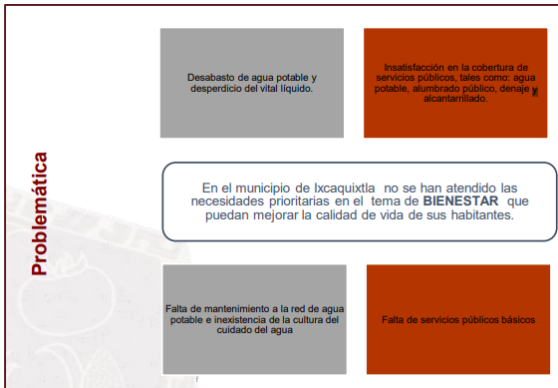 Problemática
Desabasto de agua potable y
desperdicio del vital líquido.
Insatisfacción en la cobertura de
servicios públicos, tales como: agua
potable, alumbrado público, denaje y
alcantarrillado.
En el municipio de Ixcaquixtla no se han atendido las
necesidades prioritarias en el tema de BIENESTAR que
puedan mejorar la calidad de vida de sus habitantes.
Falta de mantenimiento a la red de agua
potable e inexistencia de la cultura del
cuidado del agua
Falta de servicios públicos básicos